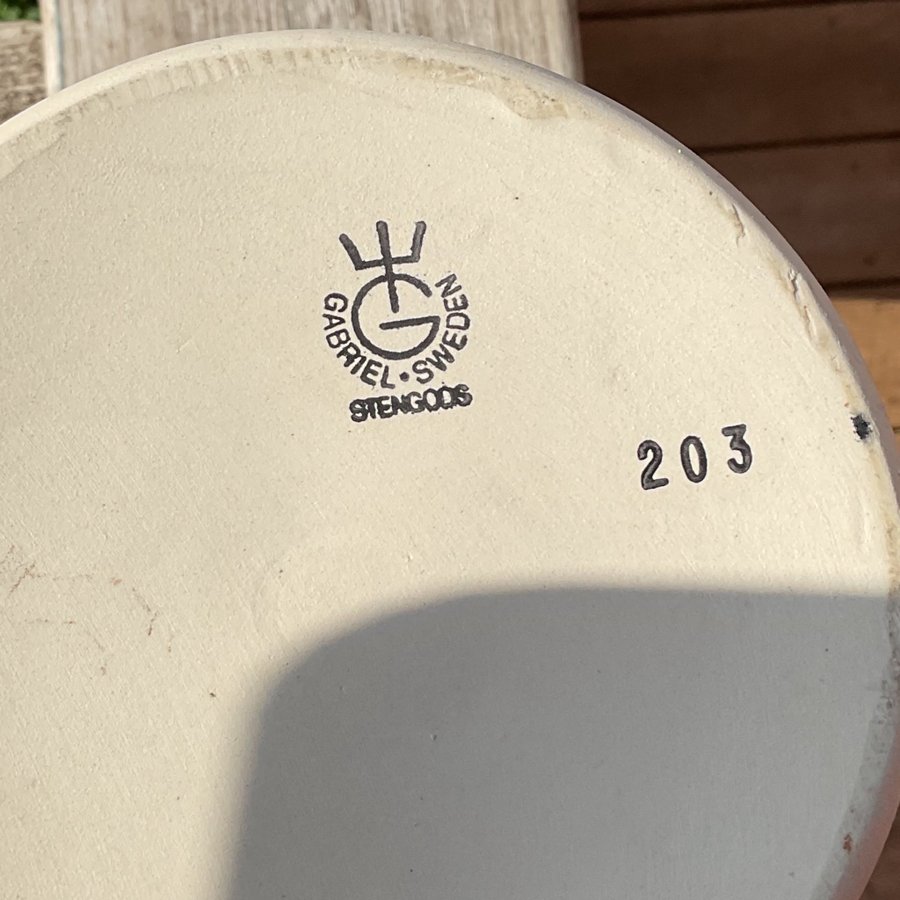 G
GABRIEL • SWEDEN
STENGODS
203